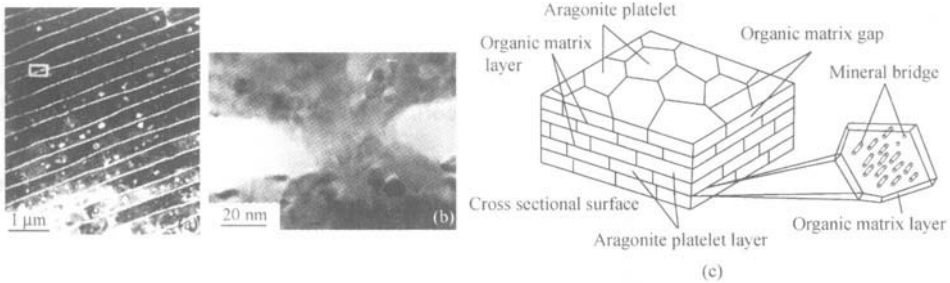 1 μm
(a)
20 nm
(b)
Aragonite platelet
Organic matrix
layer
Organic matrix gap
Mineral bridge
Cross sectional surface
Aragonite platelet layer
Organic matrix layer
(c)